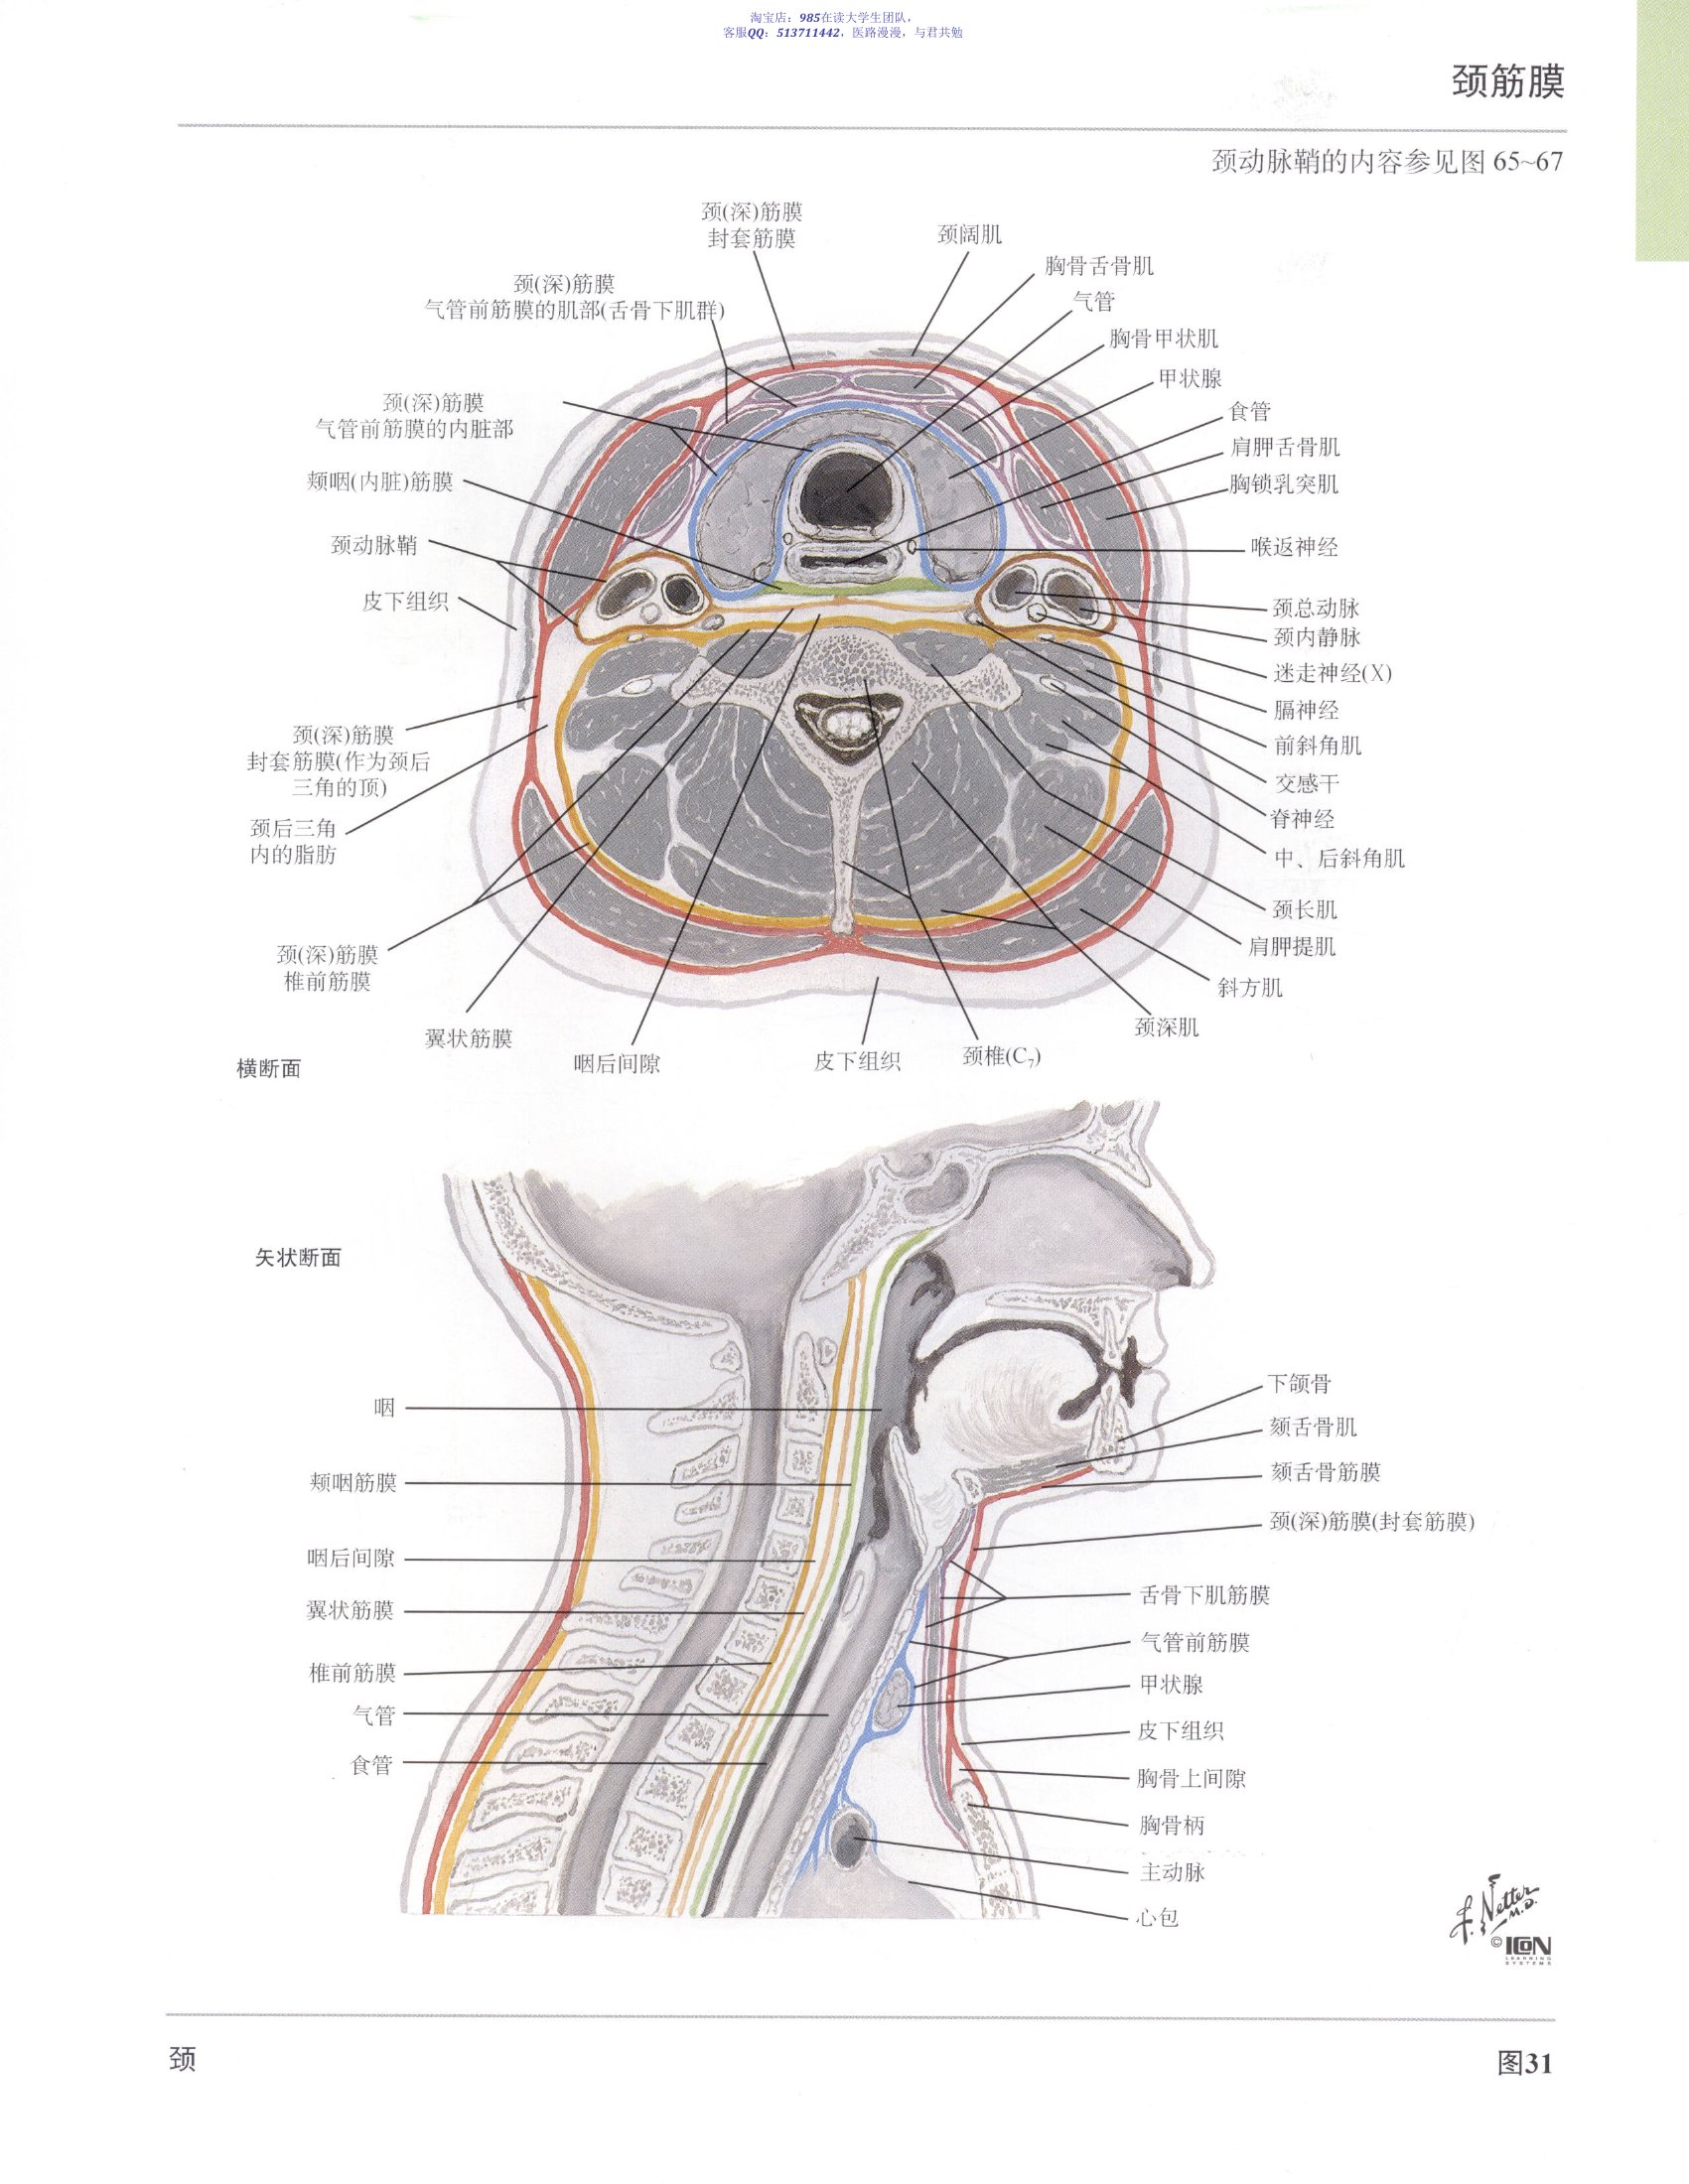 淘宝店：985在读大学生团队，
客服QQ：513711442，医路漫漫，与君共勉
颈筋膜
颈动脉鞘的内容参见图 65~67
颈(深)筋膜
封套筋膜
颈阔肌
胸骨舌骨肌
颈(深)筋膜
气管前筋膜的肌部(舌骨下肌群)
气管
胸骨甲状肌
甲状腺
颈(深)筋膜
气管前筋膜的内脏部
食管
肩胛舌骨肌
颊咽(内脏)筋膜
胸锁乳突肌
颈动脉鞘
喉返神经
皮下组织
颈总动脉
颈内静脉
迷走神经(X)
膈神经
颈(深)筋膜
封套筋膜(作为颈后
三角的顶)
前斜角肌
交感干
脊神经
颈后三角
内的脂肪
中、后斜角肌
颈长肌
颈(深)筋膜
椎前筋膜
肩胛提肌
斜方肌
颈深肌
翼状筋膜
咽后间隙
皮下组织
颈椎(C7)
横断面
矢状断面
咽
颊咽筋膜
咽后间隙
翼状筋膜
椎前筋膜
气管
食管
下颌骨
颏舌骨肌
颏舌骨筋膜
颈(深)筋膜(封套筋膜)
舌骨下肌筋膜
气管前筋膜
甲状腺
皮下组织
胸骨上间隙
胸骨柄
主动脉
心包
F. Netter M.D.
© ICON
LEARNING
SYSTEMS
颈
图31